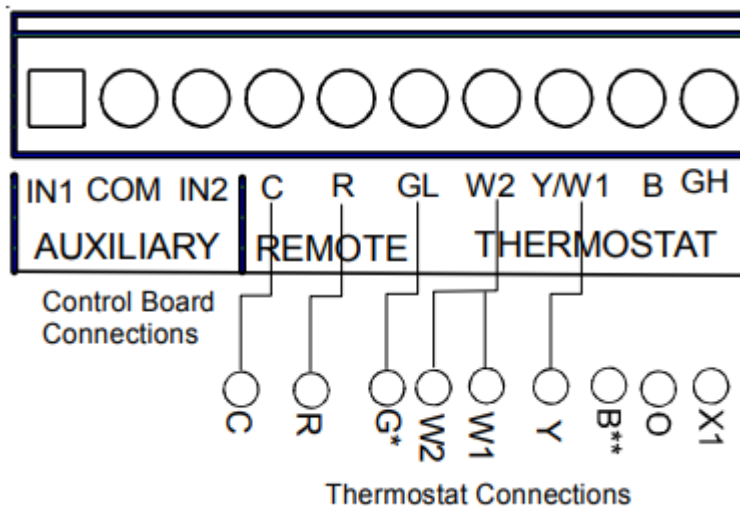 IN1 COM IN2 C R GL W2 Y/W1 B GH
AUXILIARY REMOTE THERMOSTAT
Control Board
Connections
C R G* W2 W1 Y B** O X1
Thermostat Connections